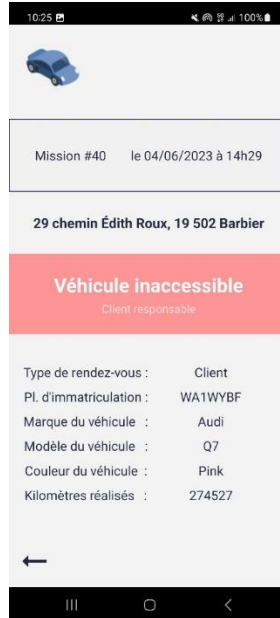 10:25 100%
Mission #40 le 04/06/2023 à 14h29
29 chemin Édith Roux, 19 502 Barbier
Véhicule inaccessible
Client responsable
Type de rendez-vous : Client
Pl. d'immatriculation : WA1WYBF
Marque du véhicule : Audi
Modèle du véhicule : Q7
Couleur du véhicule : Pink
Kilomètres réalisés : 274527